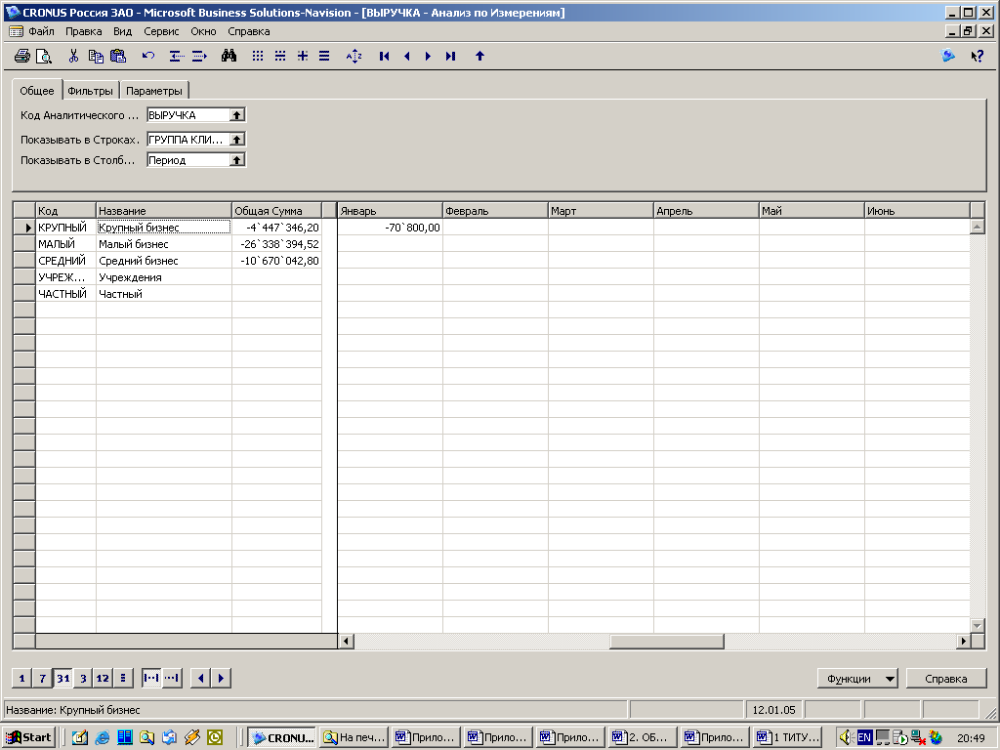 CRONUS Россия ЗАО - Microsoft Business Solutions-Navision - [ВЫРУЧКА - Анализ по Измерениям]
Файл Правка Вид Сервис Окно Справка
Общее Фильтры Параметры
Код Аналитического ... ВЫРУЧКА
Показывать в Строках. ГРУППА КЛИ...
Показывать в Столб... Период
Код Название Общая Сумма Январь Февраль Март Апрель Май Июнь
КРУПНЫЙ Крупный бизнес -4`447`346,20 -70`800,00
МАЛЫЙ Малый бизнес -26`338`394,52
СРЕДНИЙ Средний бизнес -10`670`042,80
УЧРЕЖ... Учреждения
ЧАСТНЫЙ Частный
1 7 31 3 12
Функции Справка
Название: Крупный бизнес 12.01.05
Start CRONU... На печ... Прило... Прило... Прило... 2. ОБ... Прило... 1 ТИТУ... EN 20:49